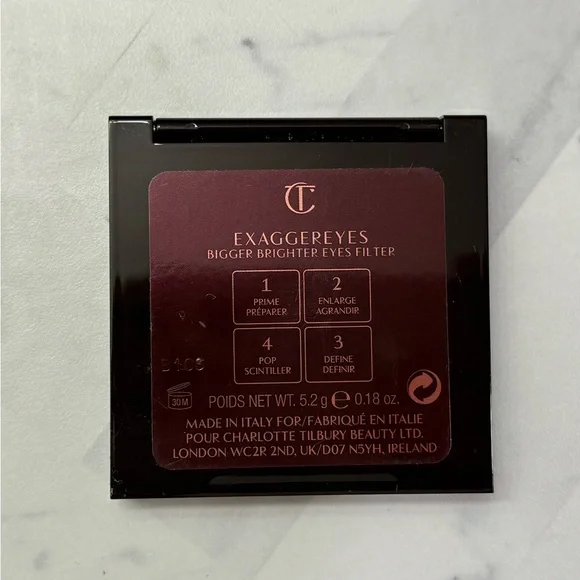 CT
EXAGGEREYES
BIGGER BRIGHTER EYES FILTER
1
PRIME
PRÉPARER
2
ENLARGE
AGRANDIR
4
POP
SCINTILLER
3
DEFINE
DEFINIR
30M
POIDS NET WT. 5.2 g ℮ 0.18 oz.
MADE IN ITALY FOR/FABRIQUÉ EN ITALIE
POUR CHARLOTTE TILBURY BEAUTY LTD.
LONDON WC2R 2ND, UK/D07 N5YH, IRELAND